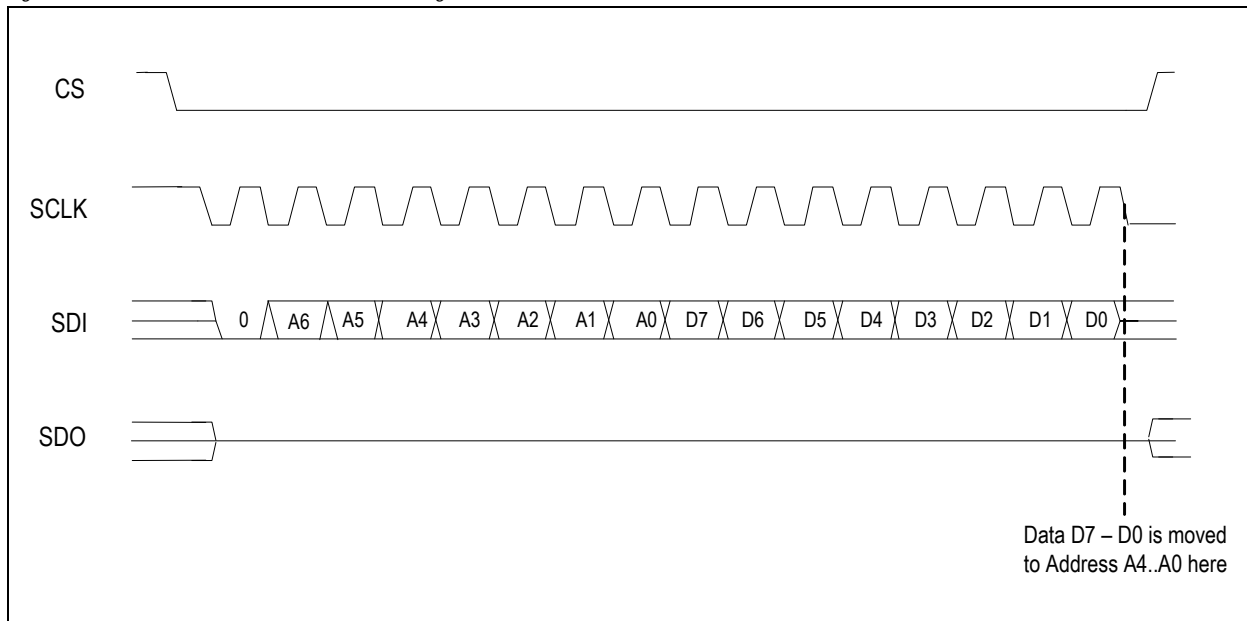 CS
SCLK
SDI
0 A6 A5 A4 A3 A2 A1 A0 D7 D6 D5 D4 D3 D2 D1 D0
SDO
Data D7 – D0 is moved
to Address A4..A0 here